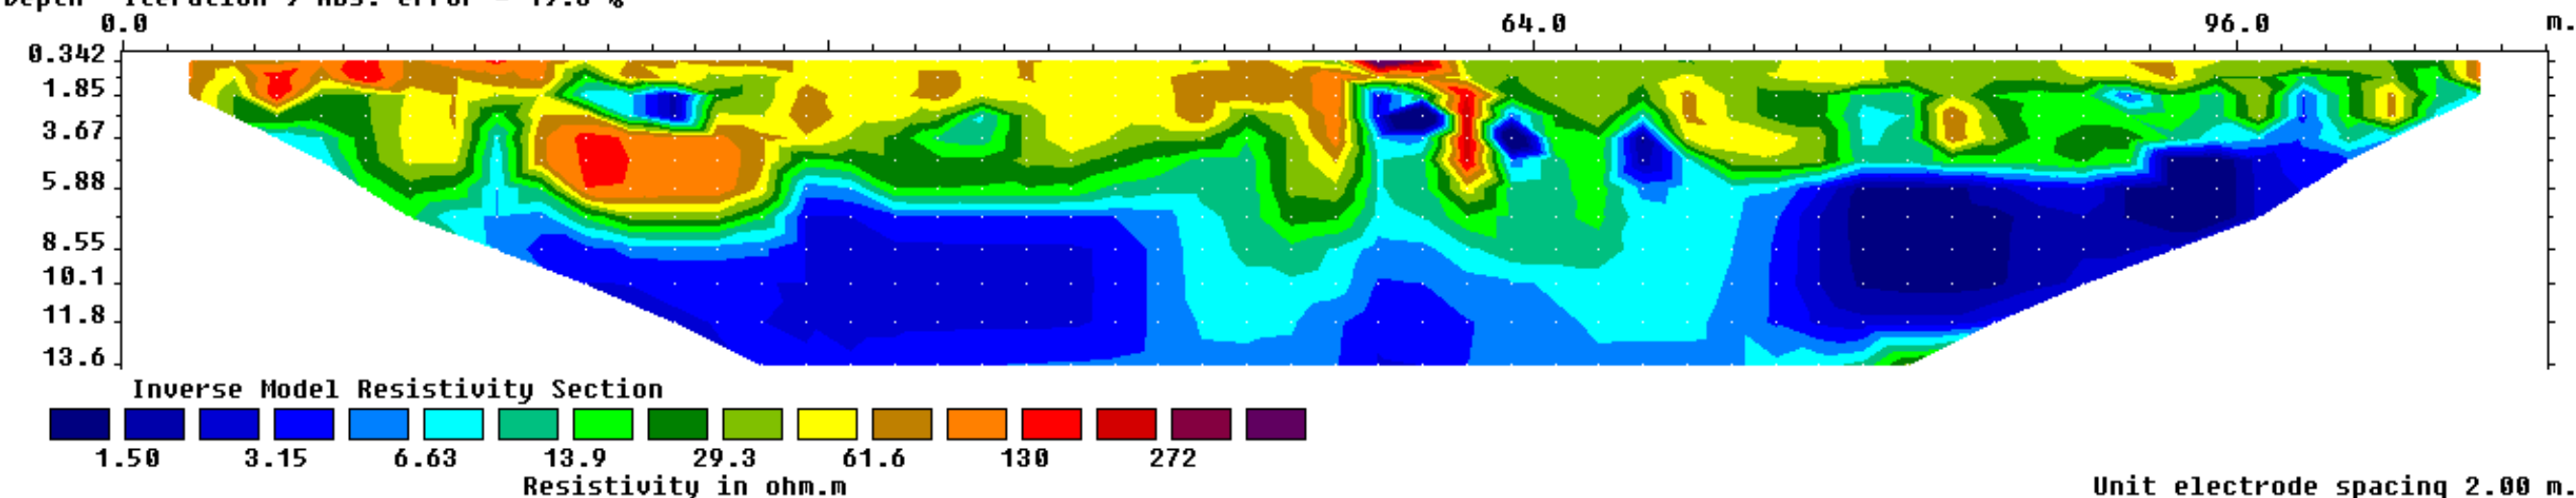 0.0 64.0 96.0 m.
0.342
1.85
3.67
5.88
8.55
10.1
11.8
13.6
Inverse Model Resistivity Section
1.50 3.15 6.63 13.9 29.3 61.6 130 272
Resistivity in ohm.m
Unit electrode spacing 2.00 m.